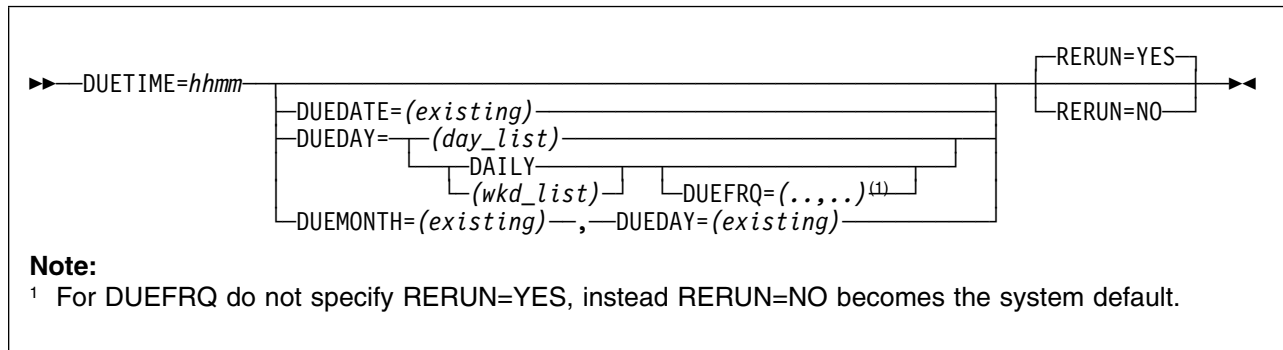 RERUN=YES
DUETIME=hhmm
DUEDATE=(existing)
RERUN=NO
DUEDAY= (day_list)
DAILY
(wkd_list) DUEFRQ=(..,..)(1)
DUEMONTH=(existing) , DUEDAY=(existing)
Note:
1 For DUEFRQ do not specify RERUN=YES, instead RERUN=NO becomes the system default.